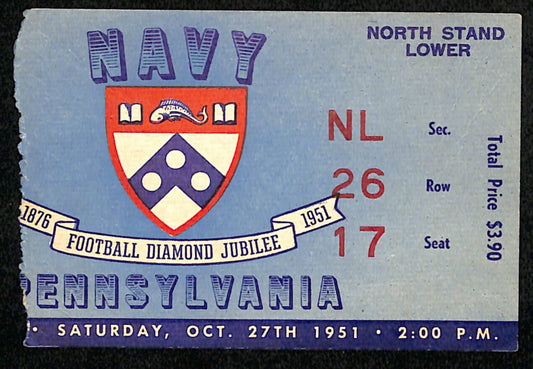 NAVY
NORTH STAND
LOWER
NL Sec.
26 Row
17 Seat
Total Price $3.90
1876 FOOTBALL DIAMOND JUBILEE 1951
PENNSYLVANIA
• SATURDAY, OCT. 27TH 1951 • 2:00 P.M.